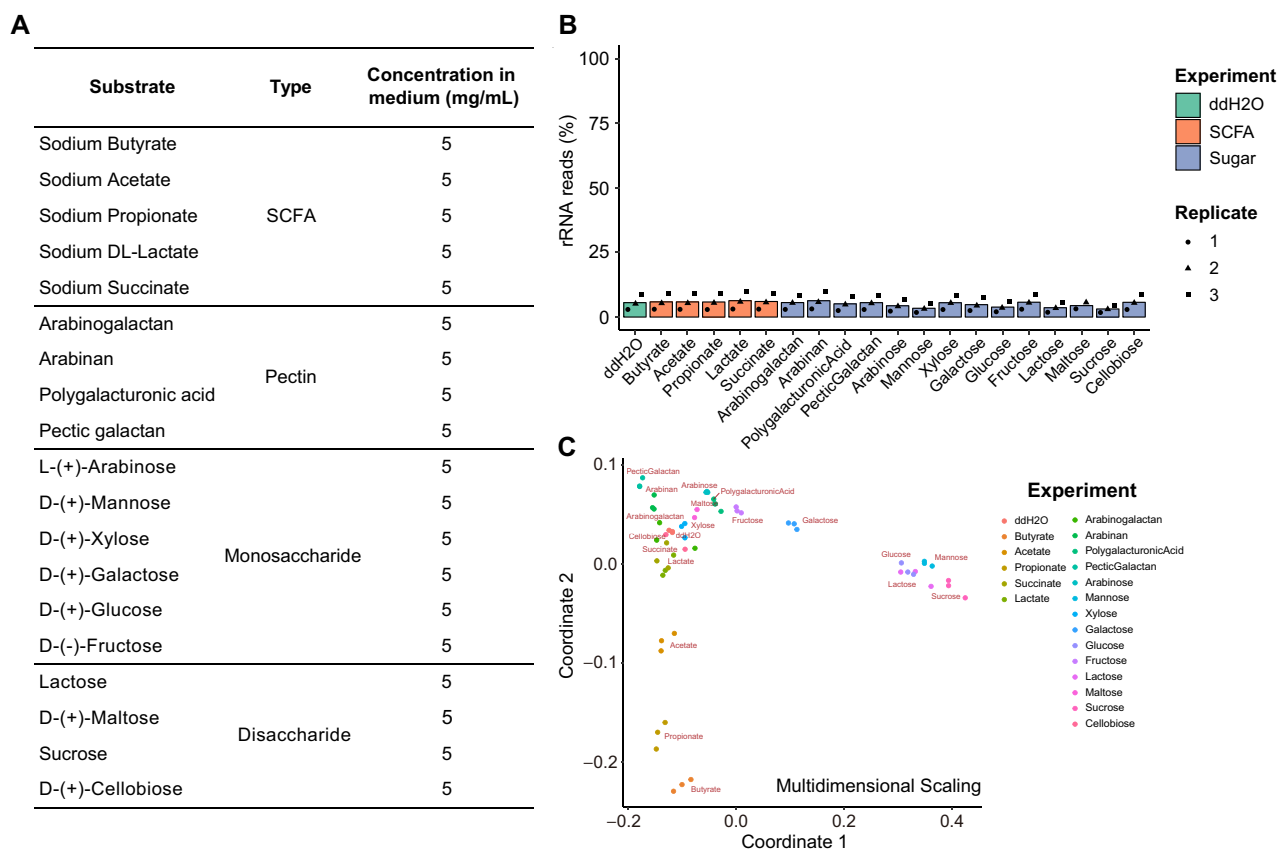 A
Substrate Type Concentration in
medium (mg/mL)
Sodium Butyrate 5
Sodium Acetate 5
Sodium Propionate SCFA 5
Sodium DL-Lactate 5
Sodium Succinate 5
Arabinogalactan 5
Arabinan 5
Pectin
Polygalacturonic acid 5
Pectic galactan 5
L-(+)-Arabinose 5
D-(+)-Mannose 5
D-(+)-Xylose 5
Monosaccharide
D-(+)-Galactose 5
D-(+)-Glucose 5
D-(-)-Fructose 5
Lactose 5
D-(+)-Maltose 5
Disaccharide
Sucrose 5
D-(+)-Cellobiose 5
B
rRNA reads (%)
100
75
50
25
0
ddH2O
Butyrate
Acetate
Propionate
Lactate
Succinate
Arabinogalactan
Arabinan
PolygalacturonicAcid
PecticGalactan
Arabinose
Mannose
Xylose
Galactose
Glucose
Fructose
Lactose
Maltose
Sucrose
Cellobiose
Experiment
ddH2O
SCFA
Sugar
Replicate
1
2
3
C
Coordinate 2
0.1
0.0
−0.1
−0.2
PecticGalactan
Arabinan
Arabinose
PolygalacturonicAcid
Maltose
Arabinogalactan
Xylose
Fructose
Galactose
Cellobiose
ddH2O
Succinate
Lactate
Glucose
Mannose
Lactose
Sucrose
Acetate
Propionate
Butyrate
Multidimensional Scaling
−0.2 0.0 0.2 0.4
Coordinate 1
Experiment
ddH2O
Butyrate
Acetate
Propionate
Succinate
Lactate
Arabinogalactan
Arabinan
PolygalacturonicAcid
PecticGalactan
Arabinose
Mannose
Xylose
Galactose
Glucose
Fructose
Lactose
Maltose
Sucrose
Cellobiose